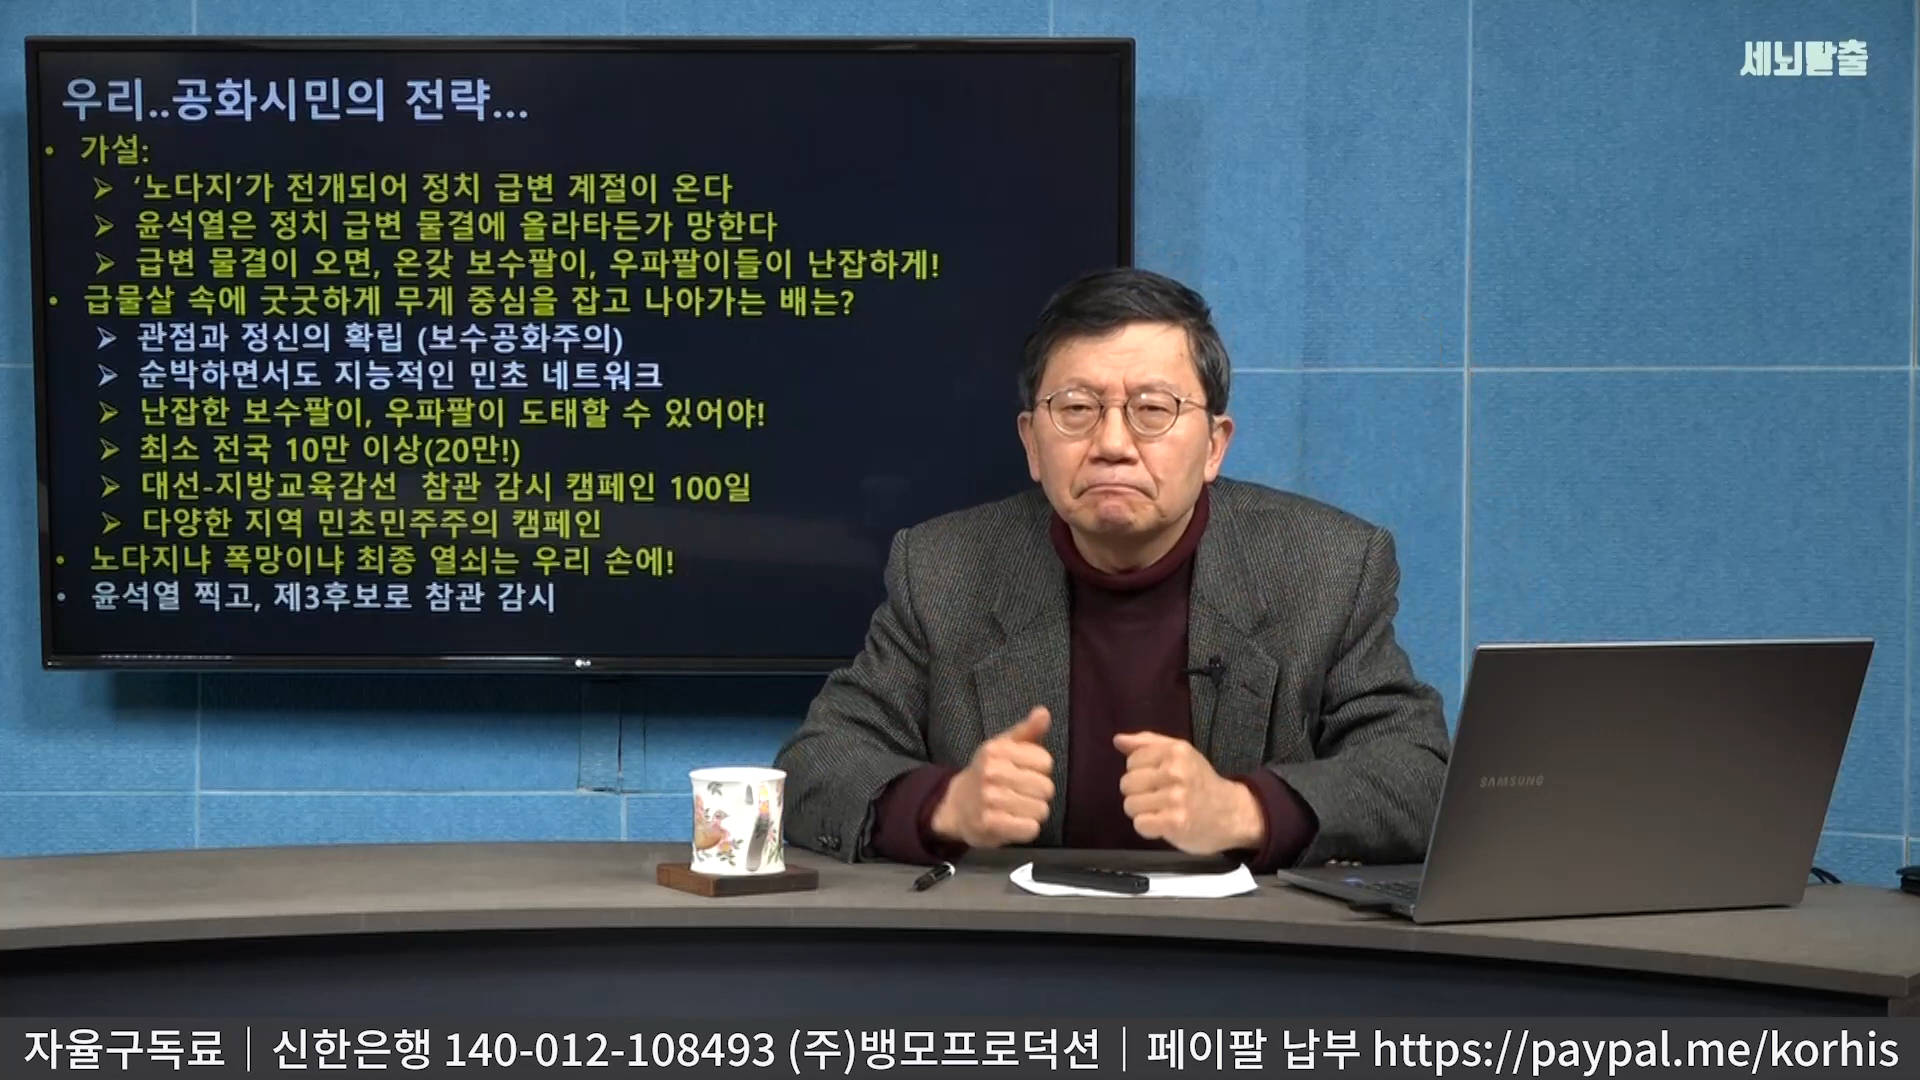 세뇌탈출
우리..공화시민의 전략...
• 가설:
➢ ‘노다지’가 전개되어 정치 급변 계절이 온다
➢ 윤석열은 정치 급변 물결에 올라타든가 망한다
➢ 급변 물결이 오면, 온갖 보수팔이, 우파팔이들이 난잡하게!
• 급물살 속에 굿굿하게 무게 중심을 잡고 나아가는 배는?
➢ 관점과 정신의 확립 (보수공화주의)
➢ 순박하면서도 지능적인 민초 네트워크
➢ 난잡한 보수팔이, 우파팔이 도태할 수 있어야!
➢ 최소 전국 10만 이상(20만!)
➢ 대선-지방교육감선 참관 감시 캠페인 100일
➢ 다양한 지역 민초민주주의 캠페인
• 노다지냐 폭망이냐 최종 열쇠는 우리 손에!
• 윤석열 찍고, 제3후보로 참관 감시
LG
SAMSUNG
자율구독료｜신한은행 140-012-108493 (주)뱅모프로덕션｜페이팔 납부 https://paypal.me/korhis